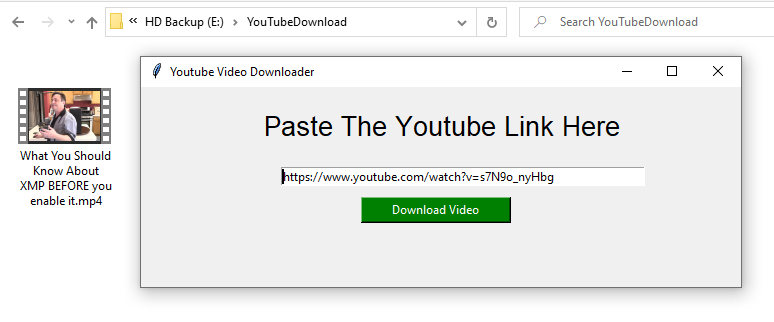 « HD Backup (E:) > YouTubeDownload
Search YouTubeDownload
Youtube Video Downloader
Paste The Youtube Link Here
https://www.youtube.com/watch?v=s7N9o_nyHbg
Download Video
What You Should
Know About
XMP BEFORE you
enable it.mp4